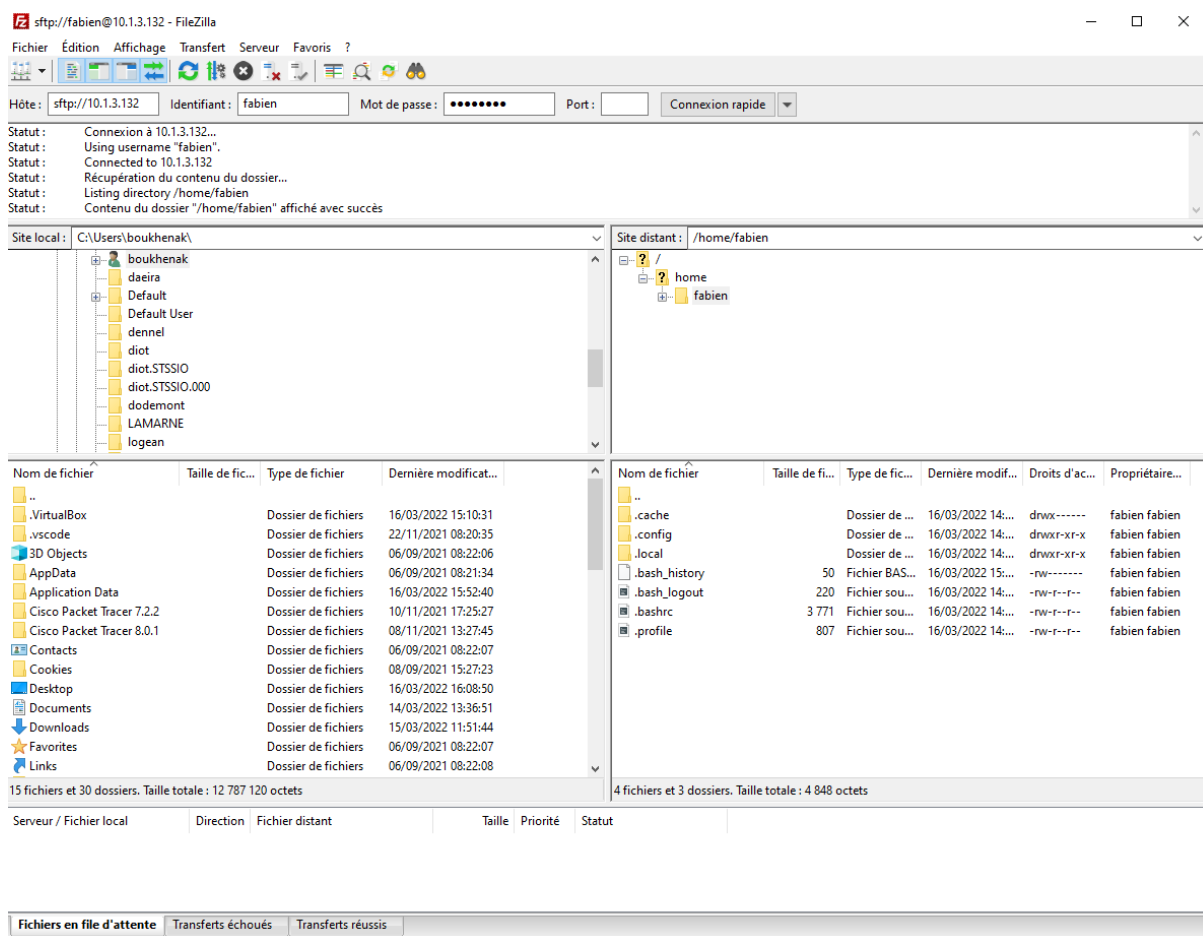 sftp://fabien@10.1.3.132 - FileZilla
Fichier Édition Affichage Transfert Serveur Favoris ?
Hôte : sftp://10.1.3.132 Identifiant : fabien Mot de passe : ●●●●●●●● Port : Connexion rapide
Statut : Connexion à 10.1.3.132...
Statut : Using username "fabien".
Statut : Connected to 10.1.3.132
Statut : Récupération du contenu du dossier...
Statut : Listing directory /home/fabien
Statut : Contenu du dossier "/home/fabien" affiché avec succès
Site local : C:\Users\boukhenak\
boukhenak
daeira
Default
Default User
dennel
diot
diot.STSSIO
diot.STSSIO.000
dodemont
LAMARNE
logean
Site distant : /home/fabien
? /
? home
fabien
Nom de fichier Taille de fic... Type de fichier Dernière modificat...
..
.VirtualBox Dossier de fichiers 16/03/2022 15:10:31
.vscode Dossier de fichiers 22/11/2021 08:20:35
3D Objects Dossier de fichiers 06/09/2021 08:22:06
AppData Dossier de fichiers 06/09/2021 08:21:34
Application Data Dossier de fichiers 16/03/2022 15:52:40
Cisco Packet Tracer 7.2.2 Dossier de fichiers 10/11/2021 17:25:27
Cisco Packet Tracer 8.0.1 Dossier de fichiers 08/11/2021 13:27:45
Contacts Dossier de fichiers 06/09/2021 08:22:07
Cookies Dossier de fichiers 08/09/2021 15:27:23
Desktop Dossier de fichiers 16/03/2022 16:08:50
Documents Dossier de fichiers 14/03/2022 13:36:51
Downloads Dossier de fichiers 15/03/2022 11:51:44
Favorites Dossier de fichiers 06/09/2021 08:22:07
Links Dossier de fichiers 06/09/2021 08:22:08
15 fichiers et 30 dossiers. Taille totale : 12 787 120 octets
Nom de fichier Taille de fi... Type de fic... Dernière modif... Droits d'ac... Propriétaire...
..
.cache Dossier de ... 16/03/2022 14:... drwx------ fabien fabien
.config Dossier de ... 16/03/2022 14:... drwxr-xr-x fabien fabien
.local Dossier de ... 16/03/2022 14:... drwxr-xr-x fabien fabien
.bash_history 50 Fichier BAS... 16/03/2022 15:... -rw------- fabien fabien
.bash_logout 220 Fichier sou... 16/03/2022 14:... -rw-r--r-- fabien fabien
.bashrc 3 771 Fichier sou... 16/03/2022 14:... -rw-r--r-- fabien fabien
.profile 807 Fichier sou... 16/03/2022 14:... -rw-r--r-- fabien fabien
4 fichiers et 3 dossiers. Taille totale : 4 848 octets
Serveur / Fichier local Direction Fichier distant Taille Priorité Statut
Fichiers en file d'attente Transferts échoués Transferts réussis